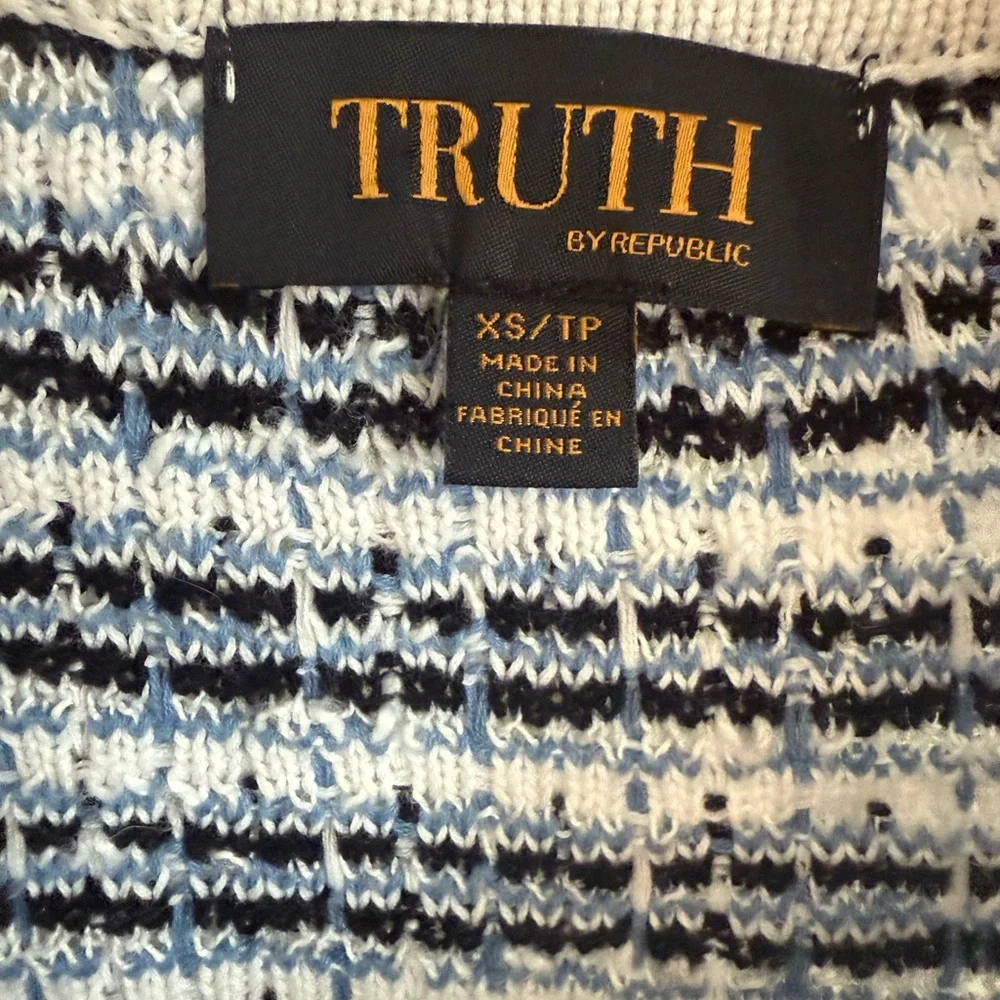 TRUTH
BY REPUBLIC
XS/TP
MADE IN
CHINA
FABRIQUÉ EN
CHINE